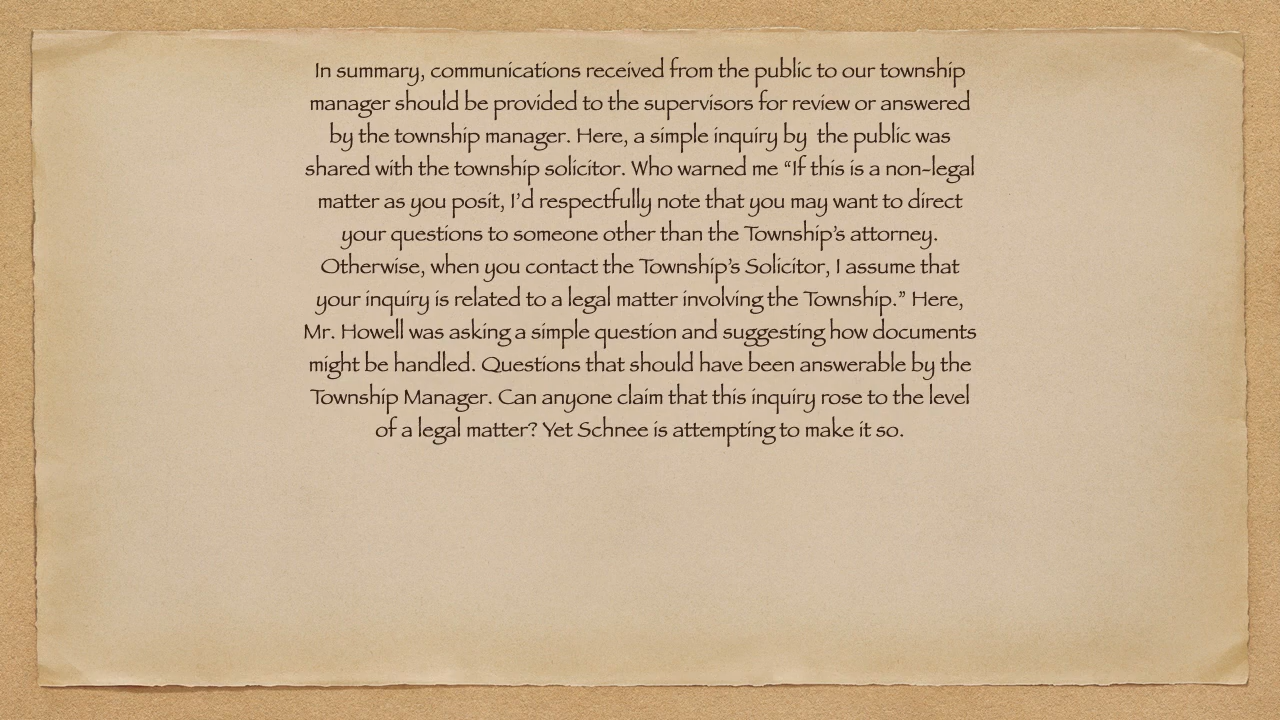 In summary, communications received from the public to our township
manager should be provided to the supervisors for review or answered
by the township manager. Here, a simple inquiry by  the public was
shared with the township solicitor. Who warned me “If this is a non-legal
matter as you posit, I’d respectfully note that you may want to direct
your questions to someone other than the Township’s attorney.
Otherwise, when you contact the Township’s Solicitor, I assume that
your inquiry is related to a legal matter involving the Township.” Here,
Mr. Howell was asking a simple question and suggesting how documents
might be handled. Questions that should have been answerable by the
Township Manager. Can anyone claim that this inquiry rose to the level
of a legal matter? Yet Schnee is attempting to make it so.